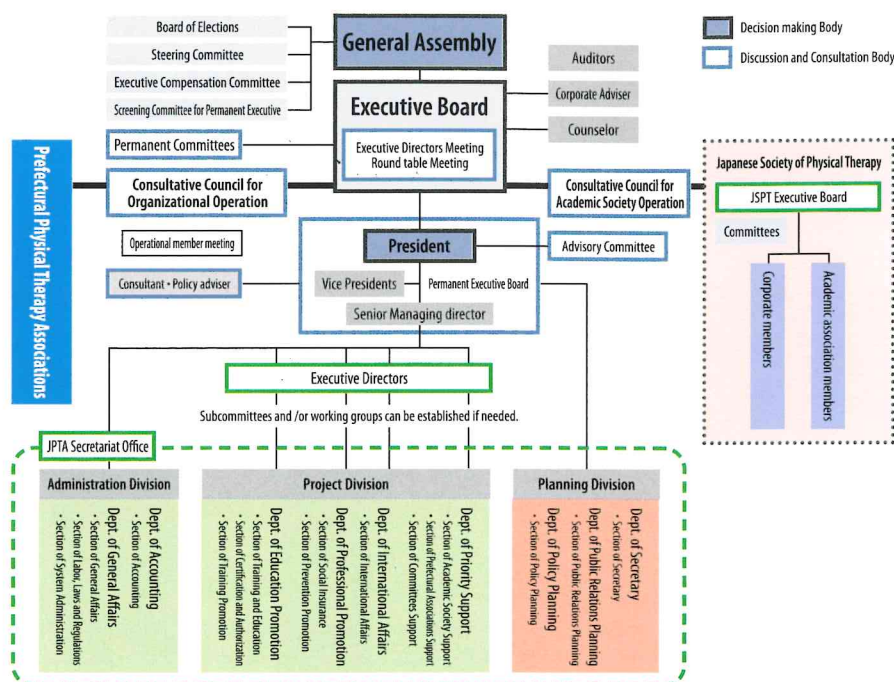 Board of Elections
Steering Committee
Executive Compensation Committee
Screening Committee for Permanent Executive
General Assembly
Auditors
Corporate Adviser
Counselor
Decision making Body
Discussion and Consultation Body
Executive Board
Executive Directors Meeting
Round table Meeting
Permanent Committees
Prefectural Physical Therapy Associations
Consultative Council for
Organizational Operation
Consultative Council for
Academic Society Operation
Japanese Society of Physical Therapy
JSPT Executive Board
Committees
Corporate members
Academic association members
Operational member meeting
President
Advisory Committee
Consultant・Policy adviser
Vice Presidents
Permanent Executive Board
Senior Managing director
Executive Directors
Subcommittees and /or working groups can be established if needed.
JPTA Secretariat Office
Administration Division
Dept. of Accounting
・Section of Accounting
Dept. of General Affairs
・Section of General Affairs
・Section of Labor, Laws and Regulations
・Section of System Administration
Project Division
Dept. of Priority Support
・Section of Academic Society Support
・Section of Prefectural Associations Support
・Section of Committees Support
Dept. of International Affairs
・Section of International Affairs
Dept. of Professional Promotion
・Section of Social Insurance
・Section of Prevention Promotion
Dept. of Education Promotion
・Section of Training and Education
・Section of Certification and Authorization
・Section of Training Promotion
Planning Division
Dept. of Secretary
・Section of Secretary
Dept. of Public Relations Planning
・Section of Public Relations Planning
Dept. of Policy Planning
・Section of Policy Planning